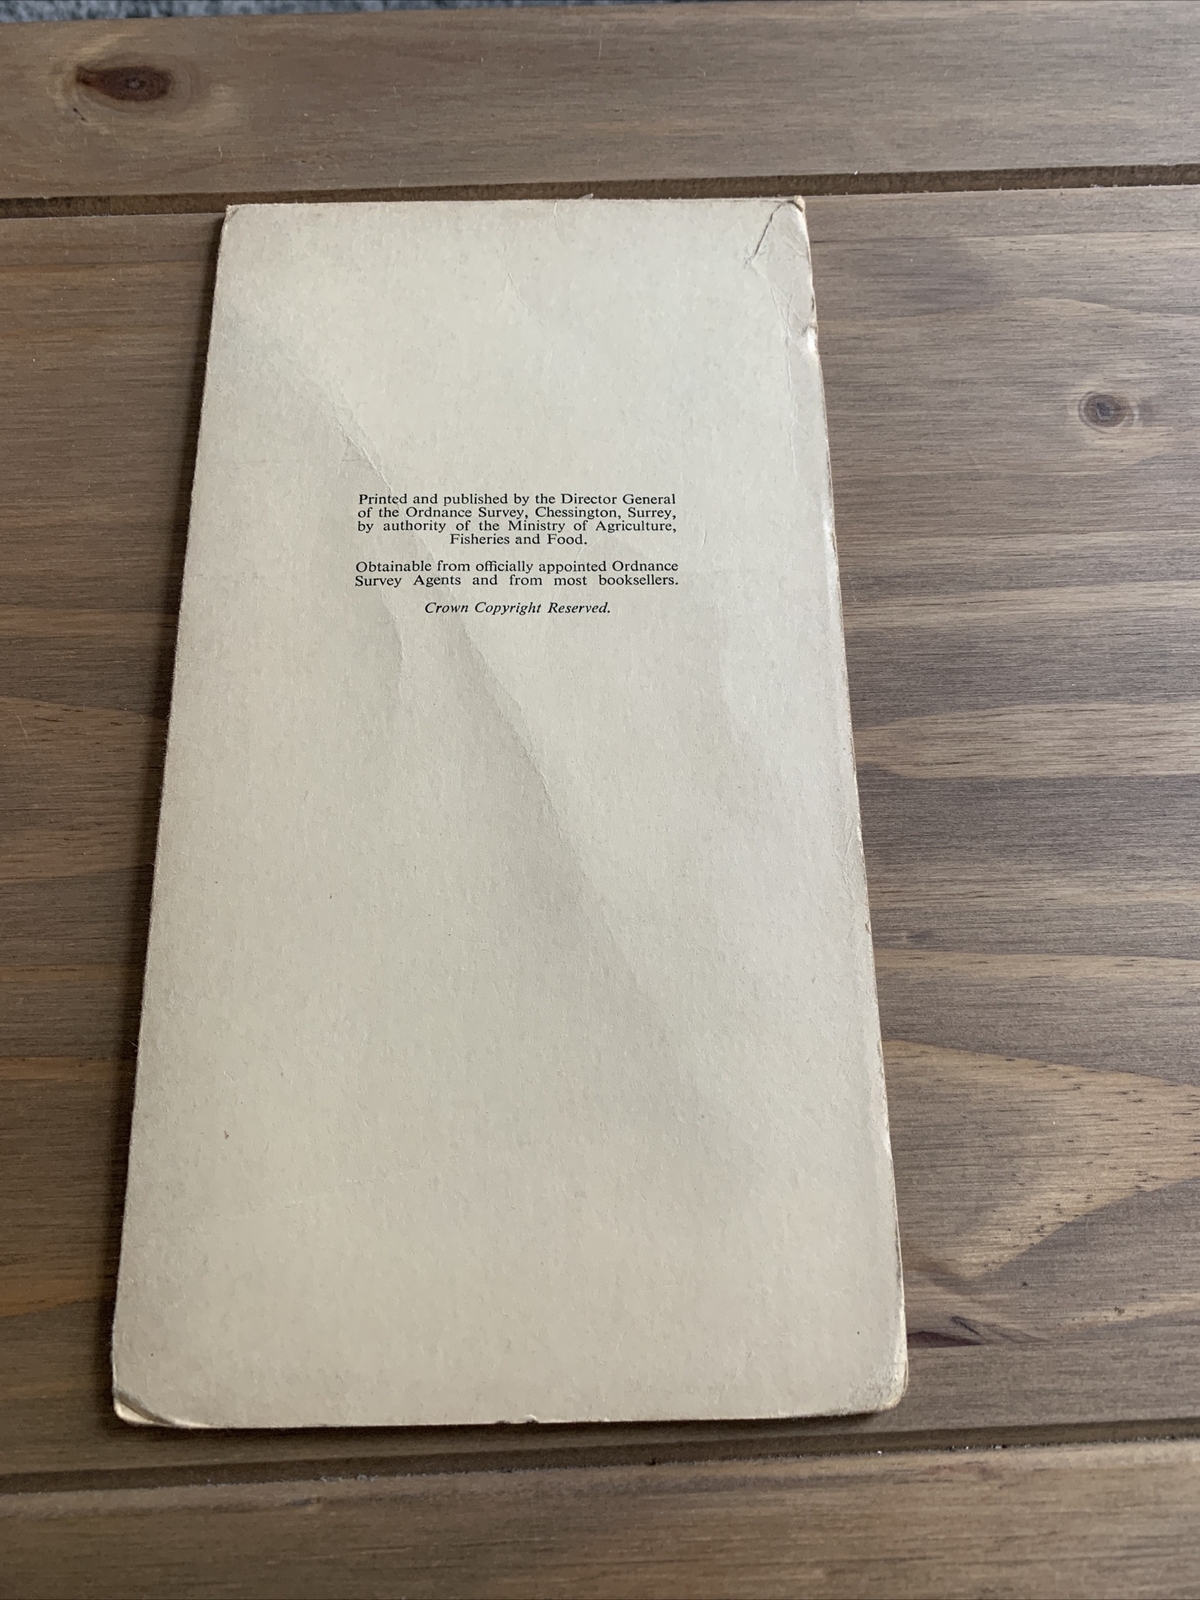 Printed and published by the Director General
of the Ordnance Survey, Chessington, Surrey,
by authority of the Ministry of Agriculture,
Fisheries and Food.
Obtainable from officially appointed Ordnance
Survey Agents and from most booksellers.
Crown Copyright Reserved.